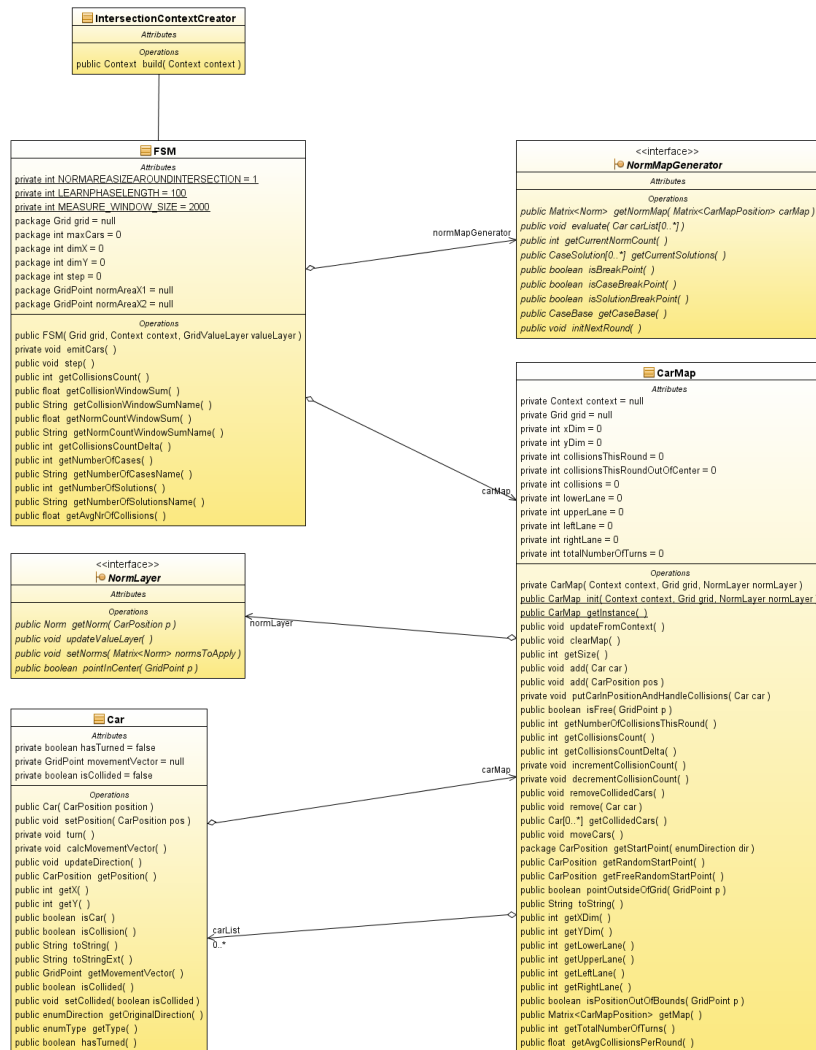 IntersectionContextCreator
Attributes
Operations
public Context build( Context context )
FSM
Attributes
private int NORMAREASIZEAROUNDINTERSECTION = 1
private int LEARNPHASELENGTH = 100
private int MEASURE_WINDOW_SIZE = 2000
package Grid grid = null
package int maxCars = 0
package int dimX = 0
package int dimY = 0
package int step = 0
package GridPoint normAreaX1 = null
package GridPoint normAreaX2 = null
Operations
public FSM( Grid grid, Context context, GridValueLayer valueLayer )
private void emitCars( )
public void step( )
public int getCollisionsCount( )
public float getCollisionWindowSum( )
public String getCollisionWindowSumName( )
public float getNormCountWindowSum( )
public String getNormCountWindowSumName( )
public int getCollisionsCountDelta( )
public int getNumberOfCases( )
public String getNumberOfCasesName( )
public int getNumberOfSolutions( )
public String getNumberOfSolutionsName( )
public float getAvgNrOfCollisions( )
normMapGenerator
<<interface>>
NormMapGenerator
Attributes
Operations
public Matrix<Norm> getNormMap( Matrix<CarMapPosition> carMap )
public void evaluate( Car carList[0..*] )
public int getCurrentNormCount( )
public CaseSolution[0..*] getCurrentSolutions( )
public boolean isBreakPoint( )
public boolean isCaseBreakPoint( )
public boolean isSolutionBreakPoint( )
public CaseBase getCaseBase( )
public void initNextRound( )
carMap
CarMap
Attributes
private Context context = null
private Grid grid = null
private int xDim = 0
private int yDim = 0
private int collisionsThisRound = 0
private int collisionsThisRoundOutOfCenter = 0
private int collisions = 0
private int lowerLane = 0
private int upperLane = 0
private int leftLane = 0
private int rightLane = 0
private int totalNumberOfTurns = 0
Operations
private CarMap( Context context, Grid grid, NormLayer normLayer )
public CarMap init( Context context, Grid grid, NormLayer normLayer
public CarMap getInstance( )
public void updateFromContext( )
public void clearMap( )
public int getSize( )
public void add( Car car )
public void add( CarPosition pos )
private void putCarInPositionAndHandleCollisions( Car car )
public boolean isFree( GridPoint p )
public int getNumberOfCollisionsThisRound( )
public int getCollisionsCount( )
public int getCollisionsCountDelta( )
private void incrementCollisionCount( )
private void decrementCollisionCount( )
public void removeCollidedCars( )
public void remove( Car car )
public Car[0..*] getCollidedCars( )
public void moveCars( )
package CarPosition getStartPoint( enumDirection dir )
public CarPosition getRandomStartPoint( )
public CarPosition getFreeRandomStartPoint( )
public boolean pointOutsideOfGrid( GridPoint p )
public String toString( )
public int getXDim( )
public int getYDim( )
public int getLowerLane( )
public int getUpperLane( )
public int getLeftLane( )
public int getRightLane( )
public boolean isPositionOutOfBounds( GridPoint p )
public Matrix<CarMapPosition> getMap( )
public int getTotalNumberOfTurns( )
public float getAvgCollisionsPerRound( )
<<interface>>
NormLayer
Attributes
Operations
public Norm getNorm( CarPosition p )
public void updateValueLayer( )
public void setNorms( Matrix<Norm> normsToApply )
public boolean pointInCenter( GridPoint p )
normLayer
Car
Attributes
private boolean hasTurned = false
private GridPoint movementVector = null
private boolean isCollided = false
Operations
public Car( CarPosition position )
public void setPosition( CarPosition pos )
private void turn( )
private void calcMovementVector( )
public void updateDirection( )
public CarPosition getPosition( )
public int getX( )
public int getY( )
public boolean isCar( )
public boolean isCollision( )
public String toString( )
public String toStringExt( )
public GridPoint getMovementVector( )
public boolean isCollided( )
public void setCollided( boolean isCollided )
public enumDirection getOriginalDirection( )
public enumType getType( )
public boolean hasTurned( )
carMap
carList
0..*